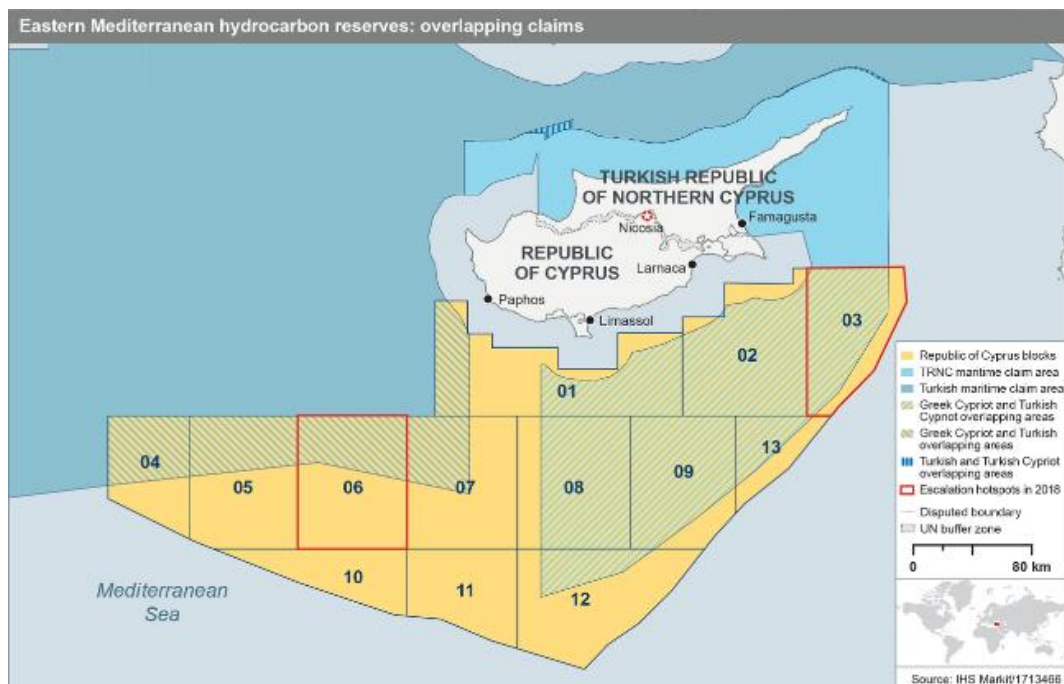 Eastern Mediterranean hydrocarbon reserves: overlapping claims
TURKISH REPUBLIC
OF NORTHERN CYPRUS
Nicosia
Famagusta
REPUBLIC
OF CYPRUS
Larnaca
Paphos
Limassol
03
02
01
13
04
05
06
07
08
09
10
11
12
Mediterranean
Sea
Republic of Cyprus blocks
TRNC maritime claim area
Turkish maritime claim area
Greek Cypriot and Turkish
Cypriot overlapping areas
Greek Cypriot and Turkish
overlapping areas
Turkish and Turkish Cypriot
overlapping areas
Escalation hotspots in 2018
Disputed boundary
UN buffer zone
0 80 km
Source: IHS Markit/1713466